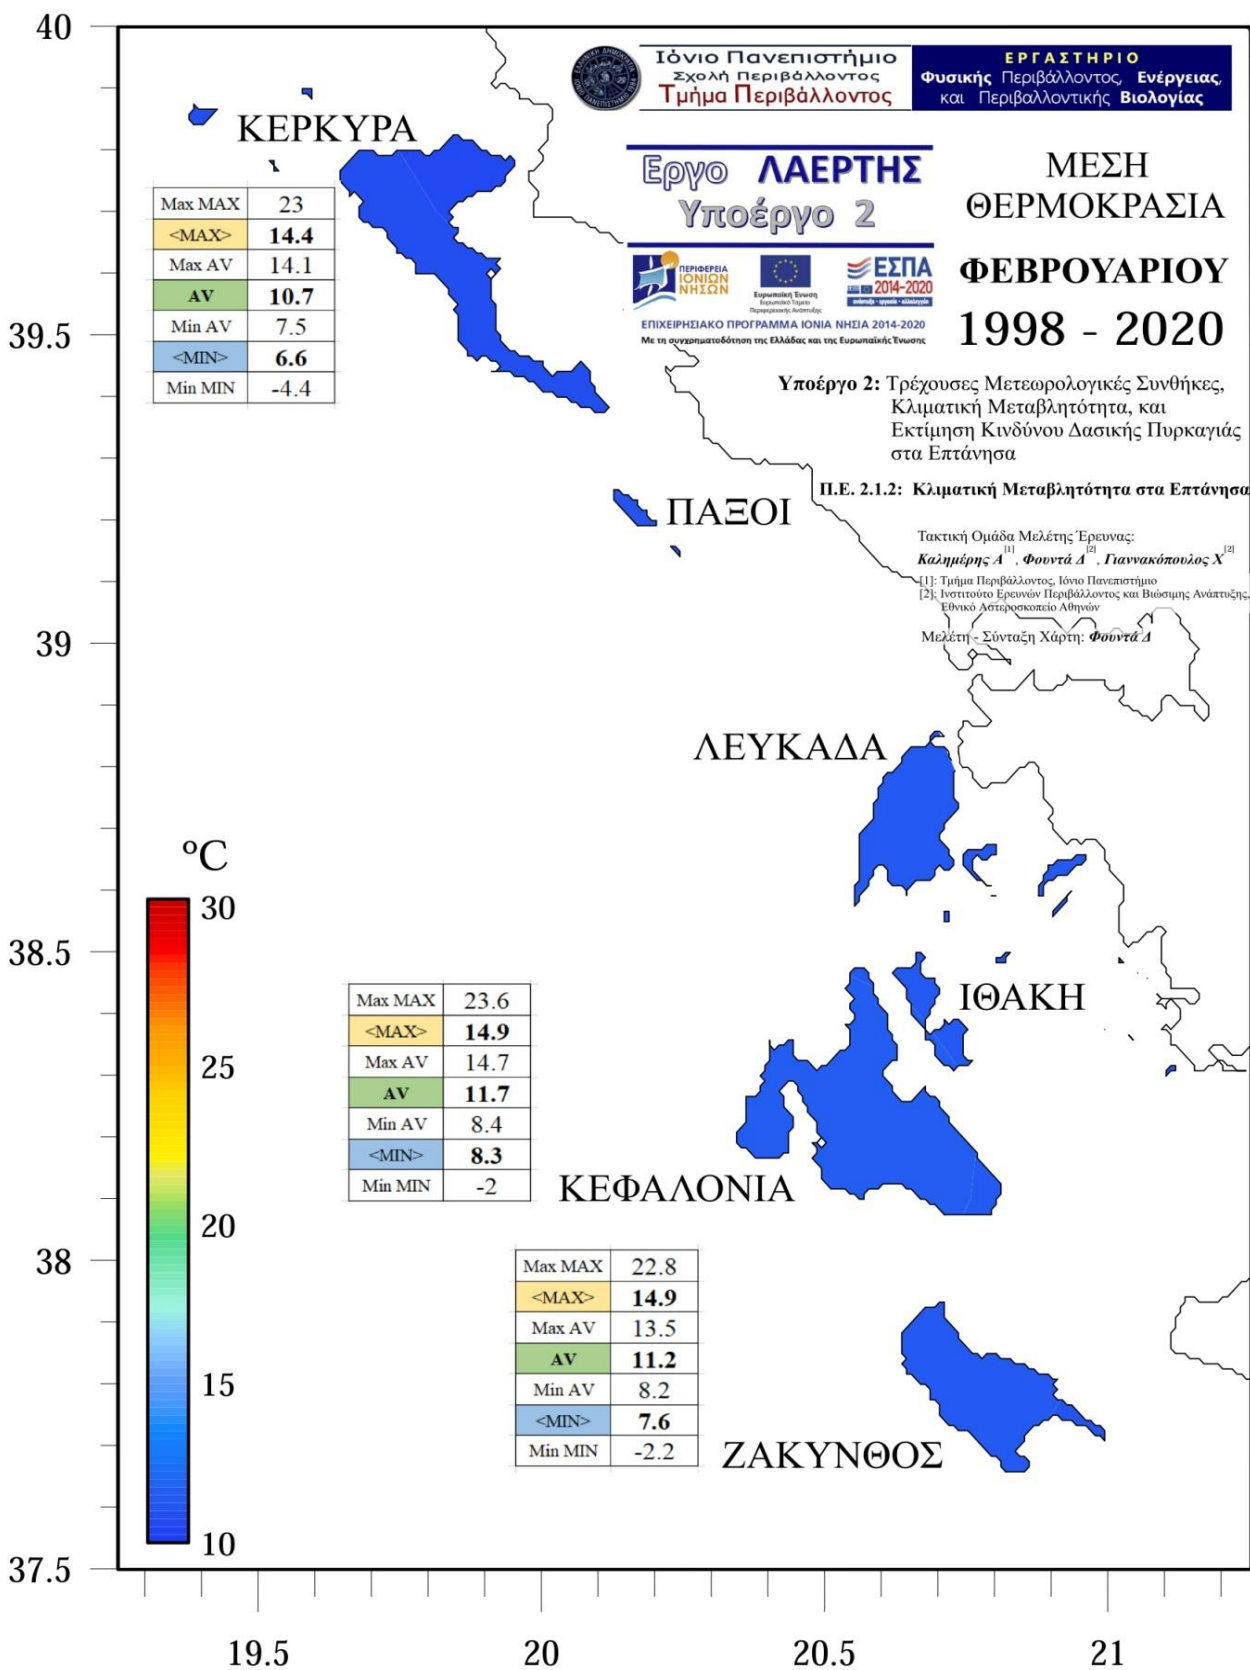 40
Ιόνιο Πανεπιστήμιο
Σχολή Περιβάλλοντος
Τμήμα Περιβάλλοντος
ΕΡΓΑΣΤΗΡΙΟ
Φυσικής Περιβάλλοντος, Ενέργειας,
και Περιβαλλοντικής Βιολογίας
ΚΕΡΚΥΡΑ
Εργο ΛΑΕΡΤΗΣ
Υποέργο 2
ΜΕΣΗ
ΘΕΡΜΟΚΡΑΣΙΑ
ΦΕΒΡΟΥΑΡΙΟΥ
1998 - 2020
Max MAX 23
<MAX> 14.4
Max AV 14.1
AV 10.7
Min AV 7.5
<MIN> 6.6
Min MIN -4.4
ΠΕΡΙΦΕΡΕΙΑ
ΙΟΝΙΩΝ
ΝΗΣΩΝ
Ευρωπαϊκή Ένωση
Ευρωπαϊκό Ταμείο
Περιφερειακής Ανάπτυξης
ΕΣΠΑ
2014-2020
ανάπτυξη - εργασία - αλληλεγγύη
ΕΠΙΧΕΙΡΗΣΙΑΚΟ ΠΡΟΓΡΑΜΜΑ ΙΟΝΙΑ ΝΗΣΙΑ 2014-2020
Με τη συγχρηματοδότηση της Ελλάδας και της Ευρωπαϊκής Ένωσης
39.5
Υποέργο 2: Τρέχουσες Μετεωρολογικές Συνθήκες,
Κλιματική Μεταβλητότητα, και
Εκτίμηση Κινδύνου Δασικής Πυρκαγιάς
στα Επτάνησα
Π.Ε. 2.1.2: Κλιματική Μεταβλητότητα στα Επτάνησα
ΠΑΞΟΙ
Τακτική Ομάδα Μελέτης Έρευνας:
Καλημέρης Α[1], Φουντά Δ[2], Γιαννακόπουλος Χ[2]
[1]: Τμήμα Περιβάλλοντος, Ιόνιο Πανεπιστήμιο
[2]: Ινστιτούτο Ερευνών Περιβάλλοντος και Βιώσιμης Ανάπτυξης,
Εθνικό Αστεροσκοπείο Αθηνών
Μελέτη - Σύνταξη Χάρτη: Φουντά Δ
39
ΛΕΥΚΑΔΑ
°C
30
25
20
15
10
38.5
ΙΘΑΚΗ
Max MAX 23.6
<MAX> 14.9
Max AV 14.7
AV 11.7
Min AV 8.4
<MIN> 8.3
Min MIN -2
ΚΕΦΑΛΟΝΙΑ
38
Max MAX 22.8
<MAX> 14.9
Max AV 13.5
AV 11.2
Min AV 8.2
<MIN> 7.6
Min MIN -2.2
ΖΑΚΥΝΘΟΣ
37.5
19.5 20 20.5 21